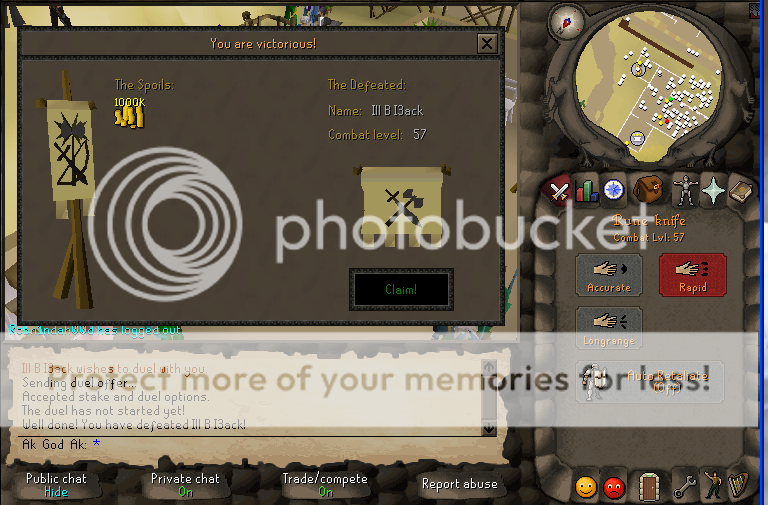 You are victorious!
The Spoils:
1000K
The Defeated:
Name: Ill B I3ack
Combat level: 57
Claim!
photobucket
Protect more of your memories for less!
Rune knife
Combat Lvl: 57
Accurate
Rapid
Longrange
Auto Retaliate
(Off)
has logged out.
Ill B I3ack wishes to duel with you.
Sending duel offer...
Accepted stake and duel options.
The duel has not started yet!
Well done! You have defeated Ill B I3ack!
Ak God Ak: *
Public chat
Hide
Private chat
On
Trade/compete
On
Report abuse